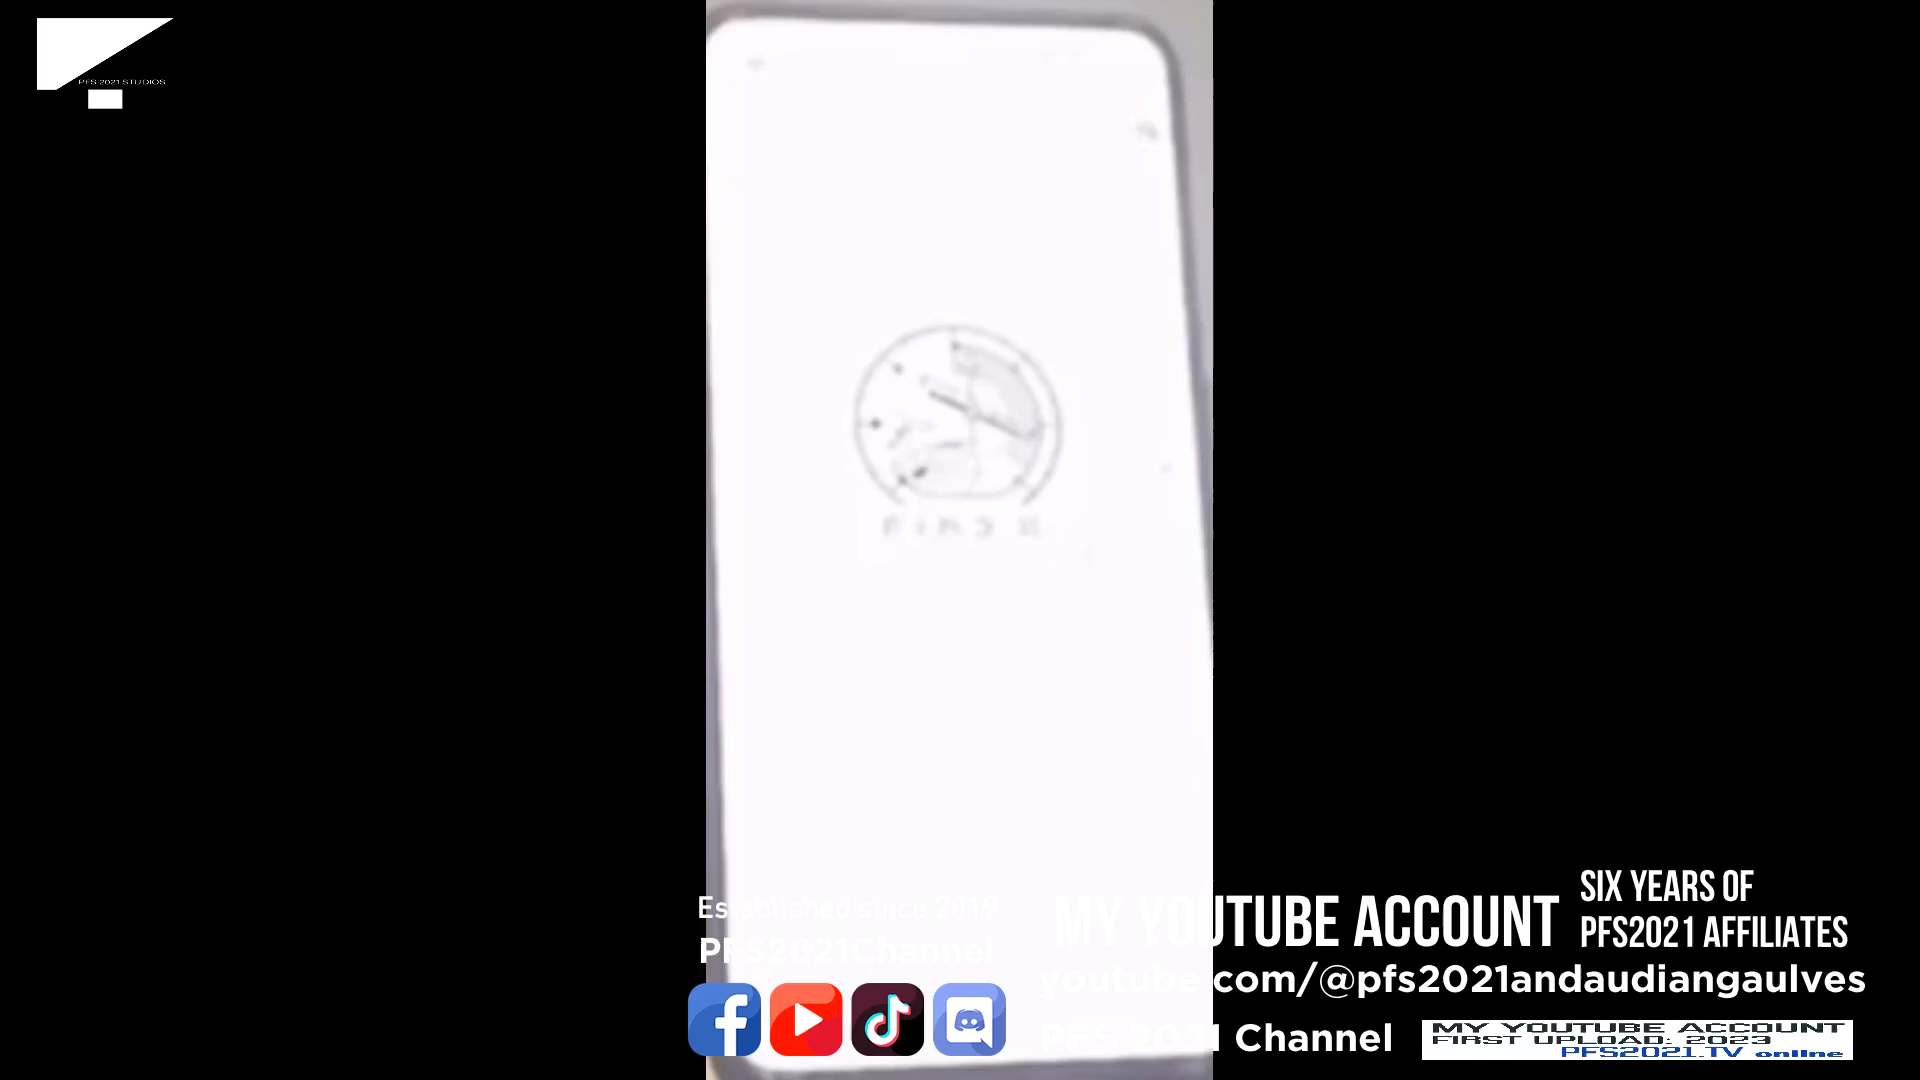 PFS 2021 STUDIOS
Established since 2019
PFS2021Channel
MY YOUTUBE ACCOUNT
SIX YEARS OF
PFS2021 AFFILIATES
youtube.com/@pfs2021andaudiangaulves
PFS 2021 Channel
MY YOUTUBE ACCOUNT
FIRST UPLOAD: 2023
PFS2021.TV online